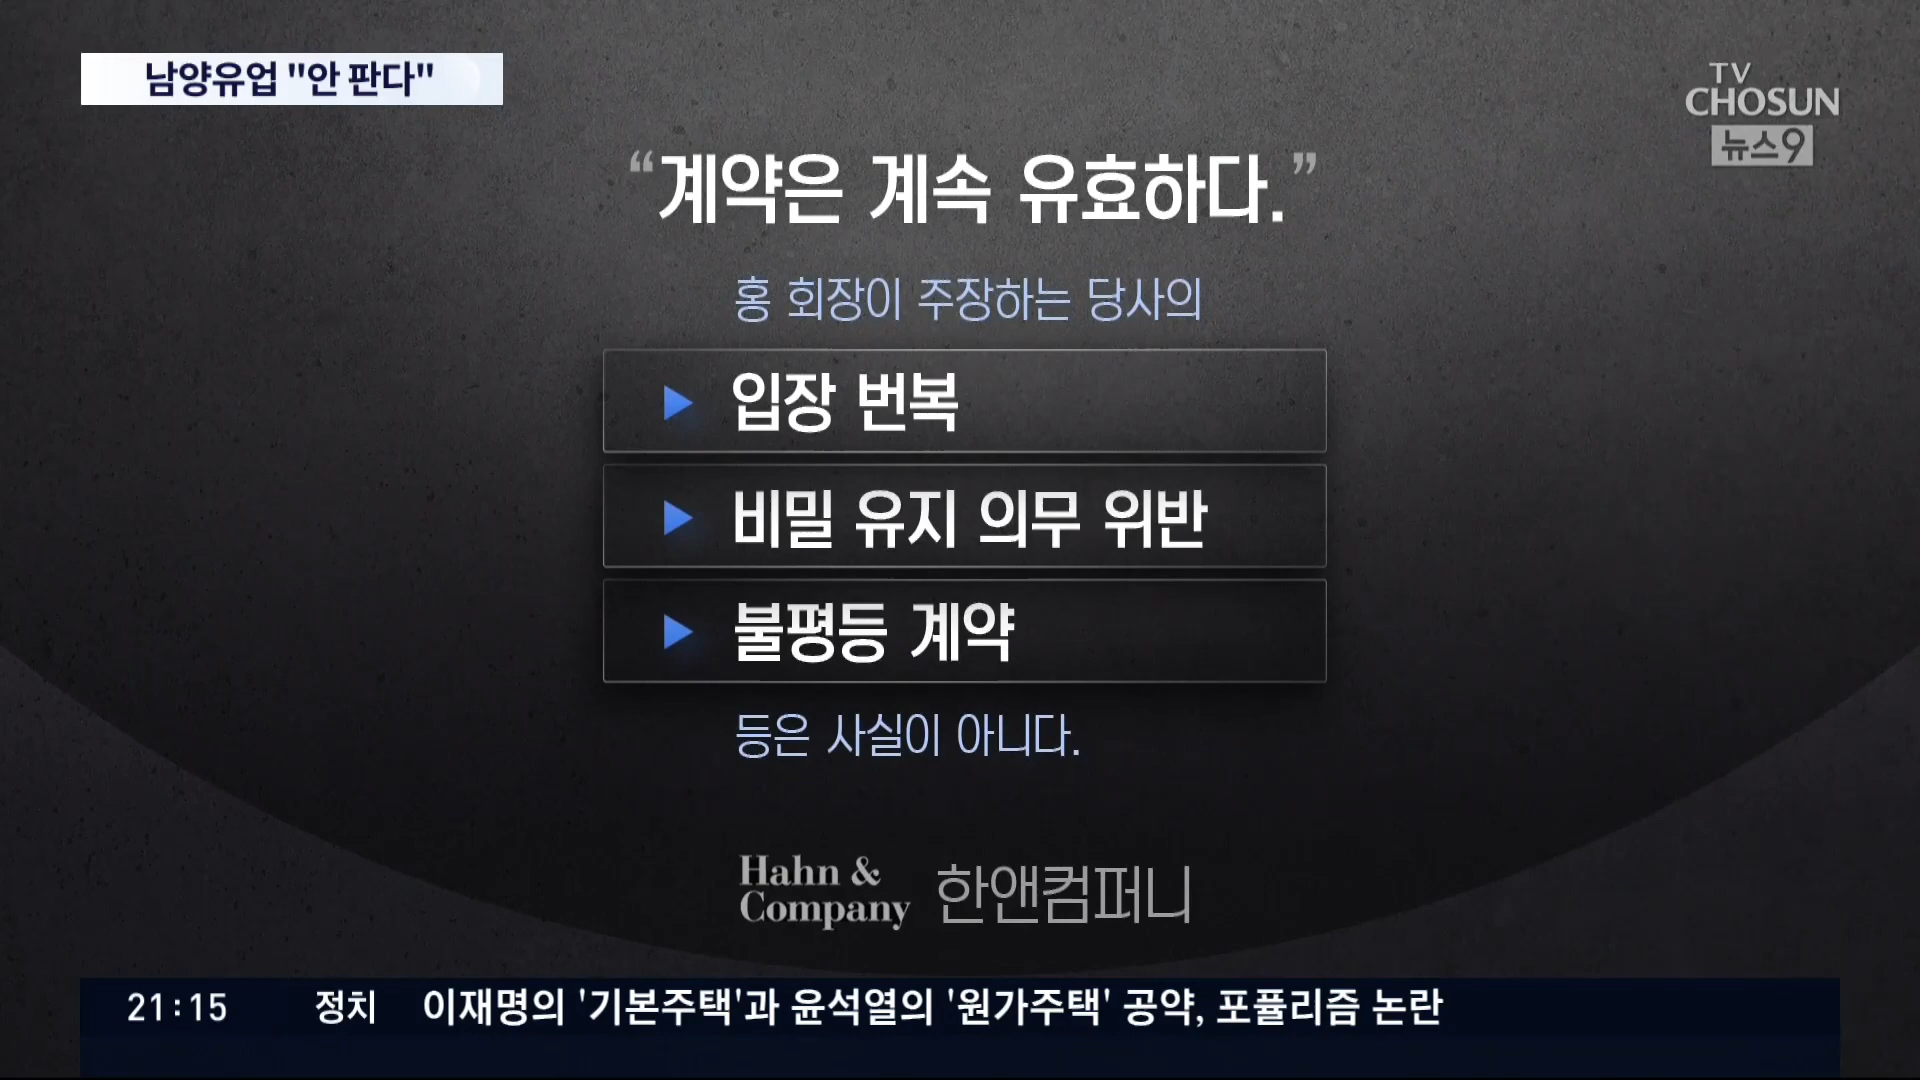 남양유업 "안 판다"
TV
CHOSUN
뉴스9
“계약은 계속 유효하다.”
홍 회장이 주장하는 당사의
▶ 입장 번복
▶ 비밀 유지 의무 위반
▶ 불평등 계약
등은 사실이 아니다.
Hahn &
Company
한앤컴퍼니
21:15 정치 이재명의 '기본주택'과 윤석열의 '원가주택' 공약, 포퓰리즘 논란